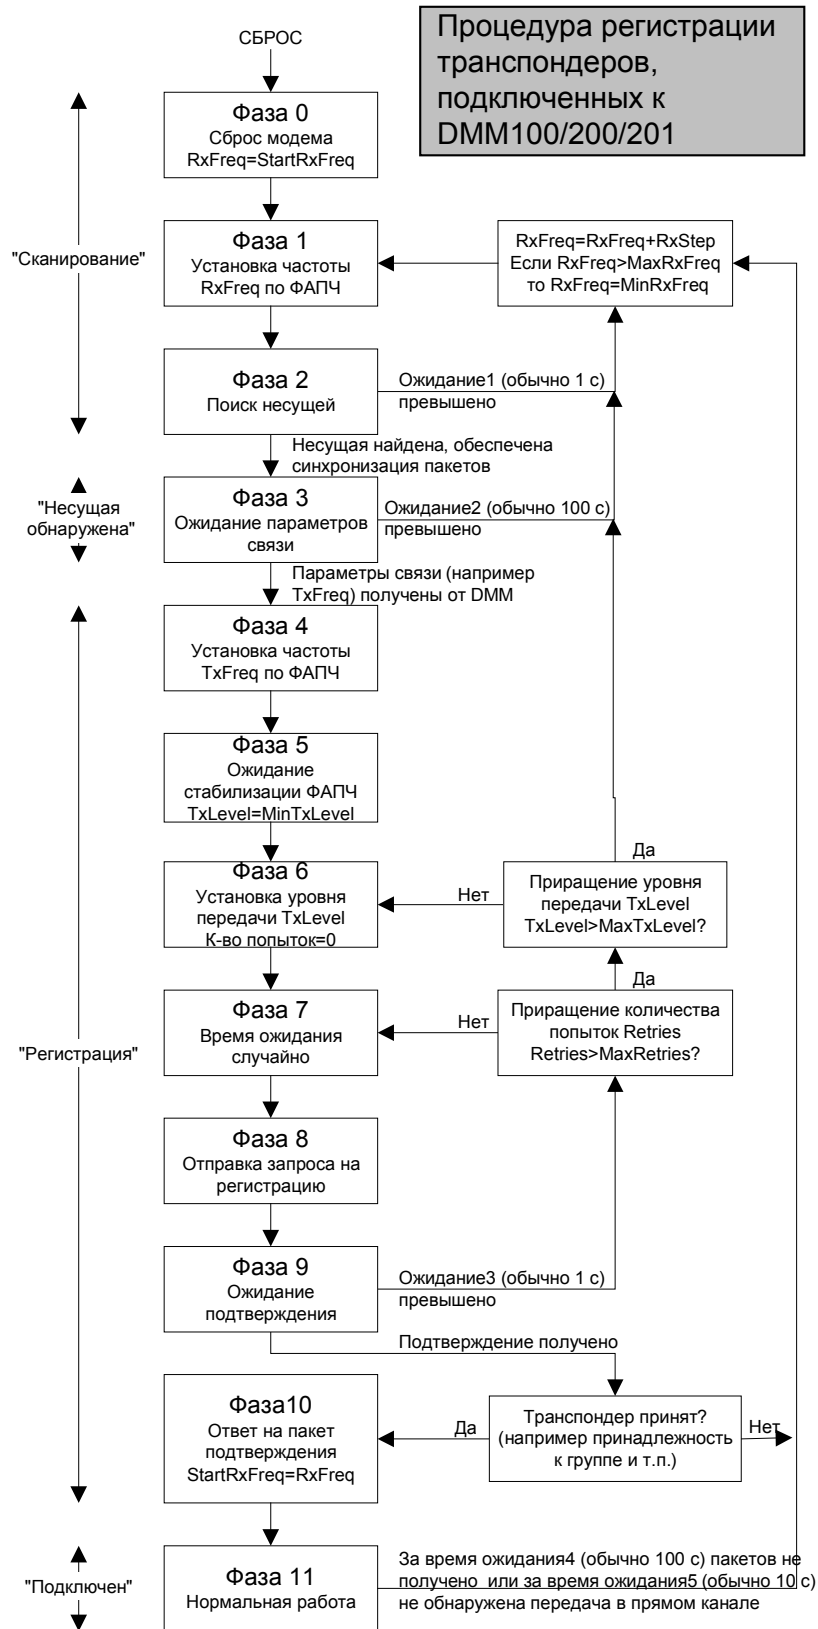 СБРОС
Процедура регистрации
транспондеров,
подключенных к
DMM100/200/201
Фаза 0
Сброс модема
RxFreq=StartRxFreq
"Сканирование"
Фаза 1
Установка частоты
RxFreq по ФАПЧ
RxFreq=RxFreq+RxStep
Если RxFreq>MaxRxFreq
то RxFreq=MinRxFreq
Фаза 2
Поиск несущей
Ожидание1 (обычно 1 с)
превышено
Несущая найдена, обеспечена
синхронизация пакетов
"Несущая
обнаружена"
Фаза 3
Ожидание параметров
связи
Ожидание2 (обычно 100 с)
превышено
Параметры связи (например
TxFreq) получены от DMM
Фаза 4
Установка частоты
TxFreq по ФАПЧ
Фаза 5
Ожидание
стабилизации ФАПЧ
TxLevel=MinTxLevel
Да
Фаза 6
Установка уровня
передачи TxLevel
К-во попыток=0
Нет
Приращение уровня
передачи TxLevel
TxLevel>MaxTxLevel?
Да
Фаза 7
Время ожидания
случайно
Нет
Приращение количества
попыток Retries
Retries>MaxRetries?
"Регистрация"
Фаза 8
Отправка запроса на
регистрацию
Фаза 9
Ожидание
подтверждения
Ожидание3 (обычно 1 с)
превышено
Подтверждение получено
Фаза10
Ответ на пакет
подтверждения
StartRxFreq=RxFreq
Да
Транспондер принят?
(например принадлежность
к группе и т.п.)
Нет
"Подключен"
Фаза 11
Нормальная работа
За время ожидания4 (обычно 100 с) пакетов не
получено или за время ожидания5 (обычно 10 с)
не обнаружена передача в прямом канале